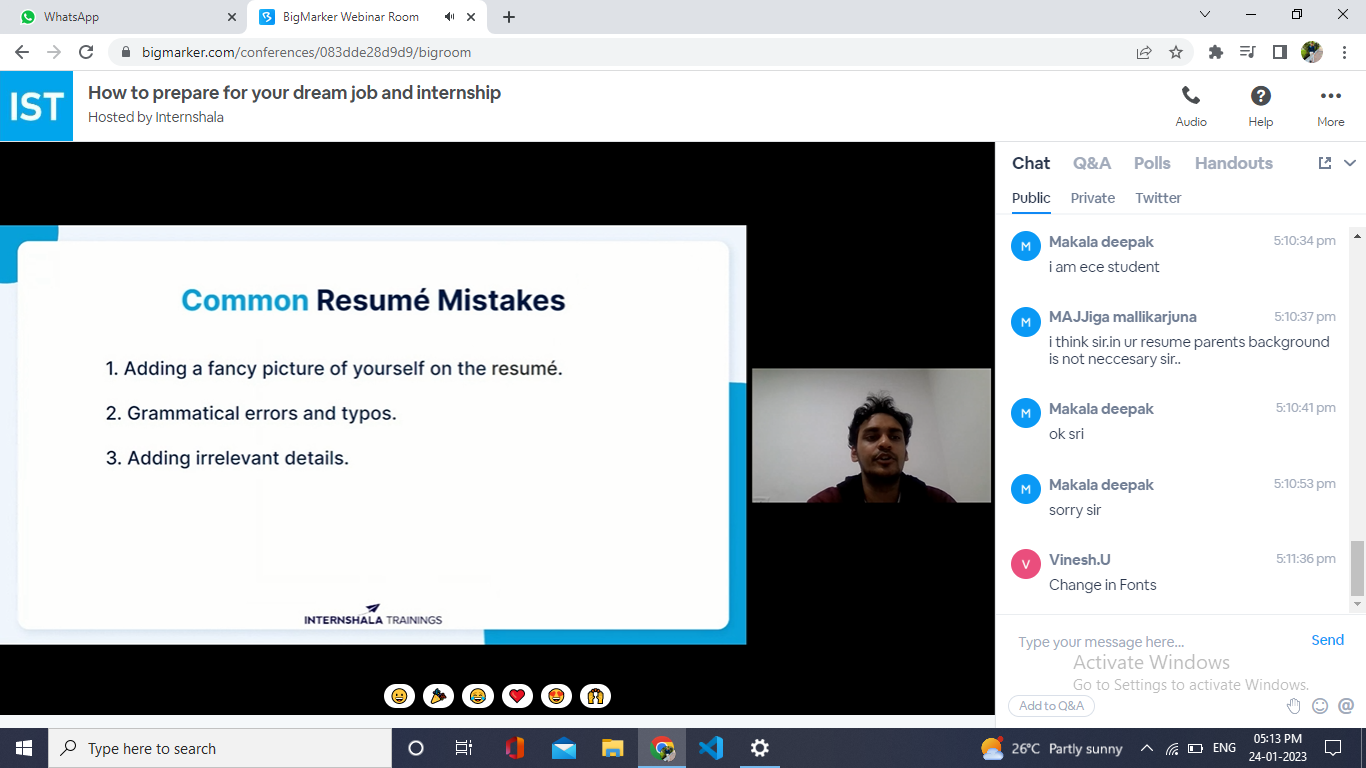 WhatsApp
BigMarker Webinar Room
bigmarker.com/conferences/083dde28d9d9/bigroom
IST
How to prepare for your dream job and internship
Hosted by Internshala
Audio
Help
More
Common Resumé Mistakes
1. Adding a fancy picture of yourself on the resumé.
2. Grammatical errors and typos.
3. Adding irrelevant details.
INTERNSHALA TRAININGS
Chat Q&A Polls Handouts
Public Private Twitter
M
Makala deepak 5:10:34 pm
i am ece student
M
MAJJiga mallikarjuna 5:10:37 pm
i think sir.in ur resume parents background
is not neccesary sir..
M
Makala deepak 5:10:41 pm
ok sri
M
Makala deepak 5:10:53 pm
sorry sir
V
Vinesh.U 5:11:36 pm
Change in Fonts
Type your message here...
Send
Activate Windows
Go to Settings to activate Windows.
Add to Q&A
Type here to search
26°C Partly sunny
ENG
05:13 PM
24-01-2023